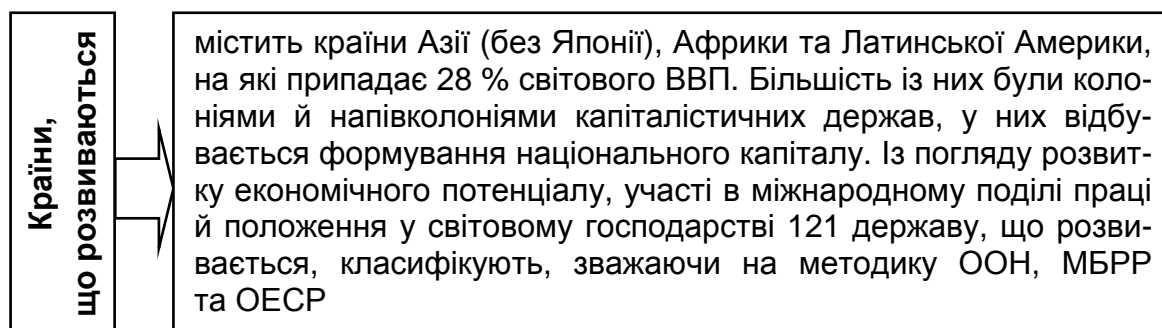 Країни,
що розвиваються
містить країни Азії (без Японії), Африки та Латинської Америки,
на які припадає 28 % світового ВВП. Більшість із них були коло-
ніями й напівколоніями капіталістичних держав, у них відбу-
вається формування національного капіталу. Із погляду розвит-
ку економічного потенціалу, участі в міжнародному поділі праці
й положення у світовому господарстві 121 державу, що розви-
вається, класифікують, зважаючи на методику ООН, МБРР
та ОЕСР